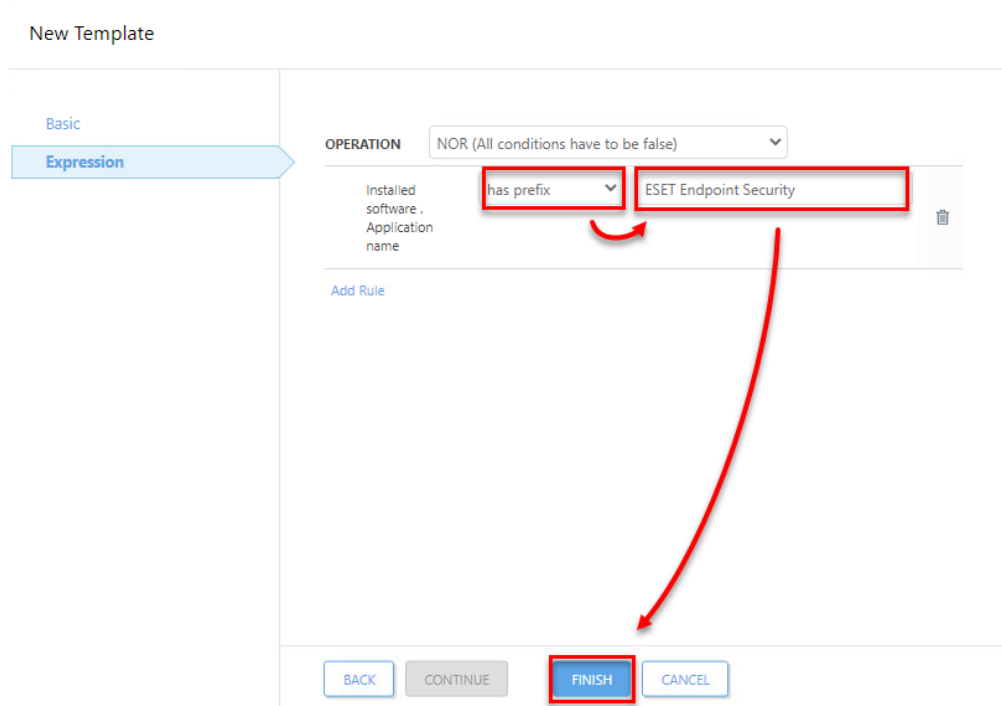 New Template
Basic
Expression
OPERATION NOR (All conditions have to be false)
Installed
software .
Application
name
has prefix
ESET Endpoint Security
Add Rule
BACK CONTINUE FINISH CANCEL